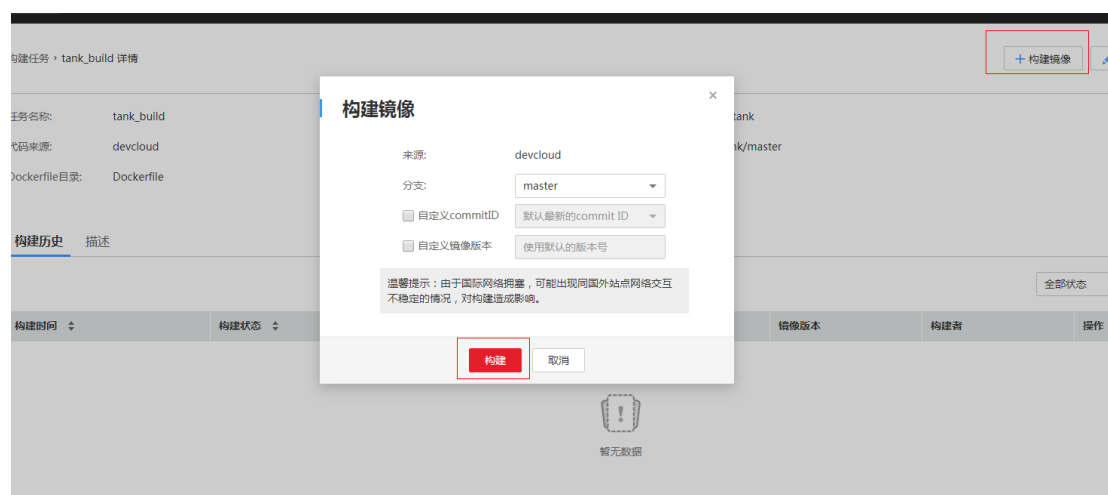 构建任务 › tank_build 详情
+ 构建镜像
构建镜像
×
任务名称: tank_build
tank
来源: devcloud
代码来源: devcloud
nk/master
Dockerfile目录: Dockerfile
分支: master
自定义commitID 默认最新的commit ID
构建历史 描述
自定义镜像版本 使用默认的版本号
温馨提示：由于国际网络拥塞，可能出现同国外站点网络交互
不稳定的情况，对构建造成影响。
全部状态
构建时间 构建状态 镜像版本 构建者 操作
构建 取消
暂无数据